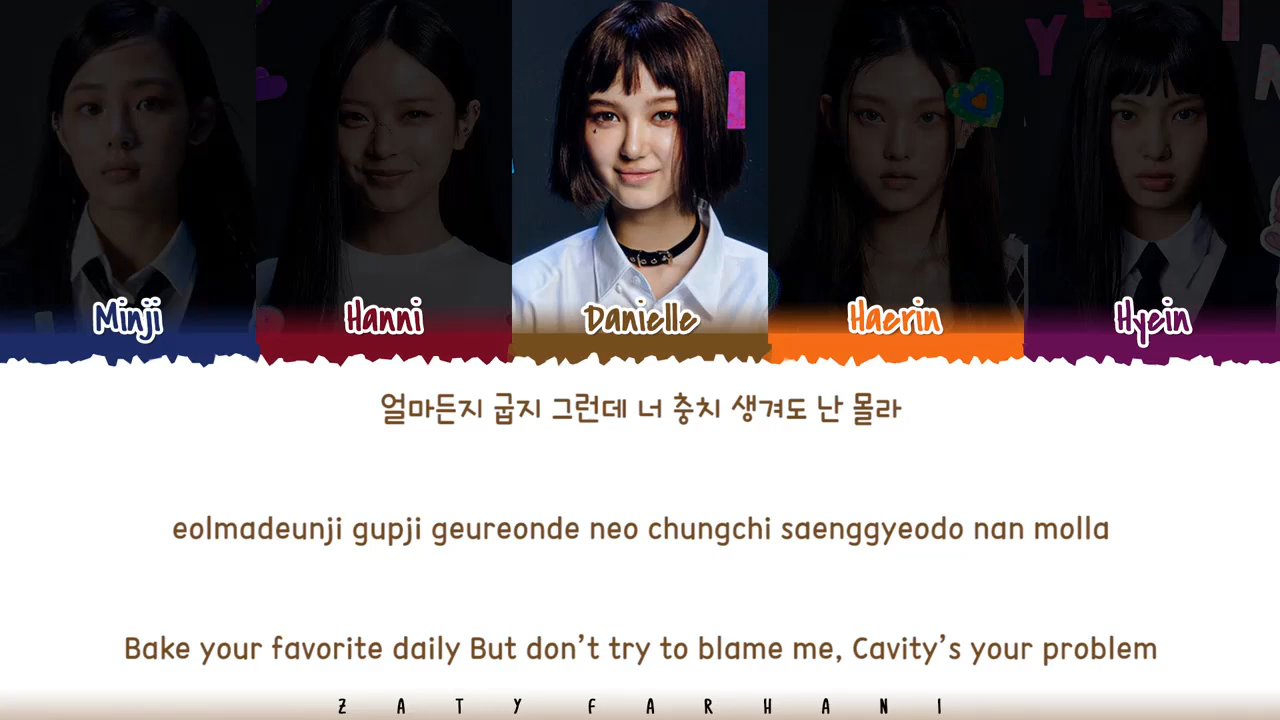 Minji Hanni Danielle Haerin Hyein
얼마든지 굽지 그런데 너 충치 생겨도 난 몰라
eolmadeunji gupji geureonde neo chungchi saenggyeodo nan molla
Bake your favorite daily But don’t try to blame me, Cavity’s your problem
ZATY FARHANI